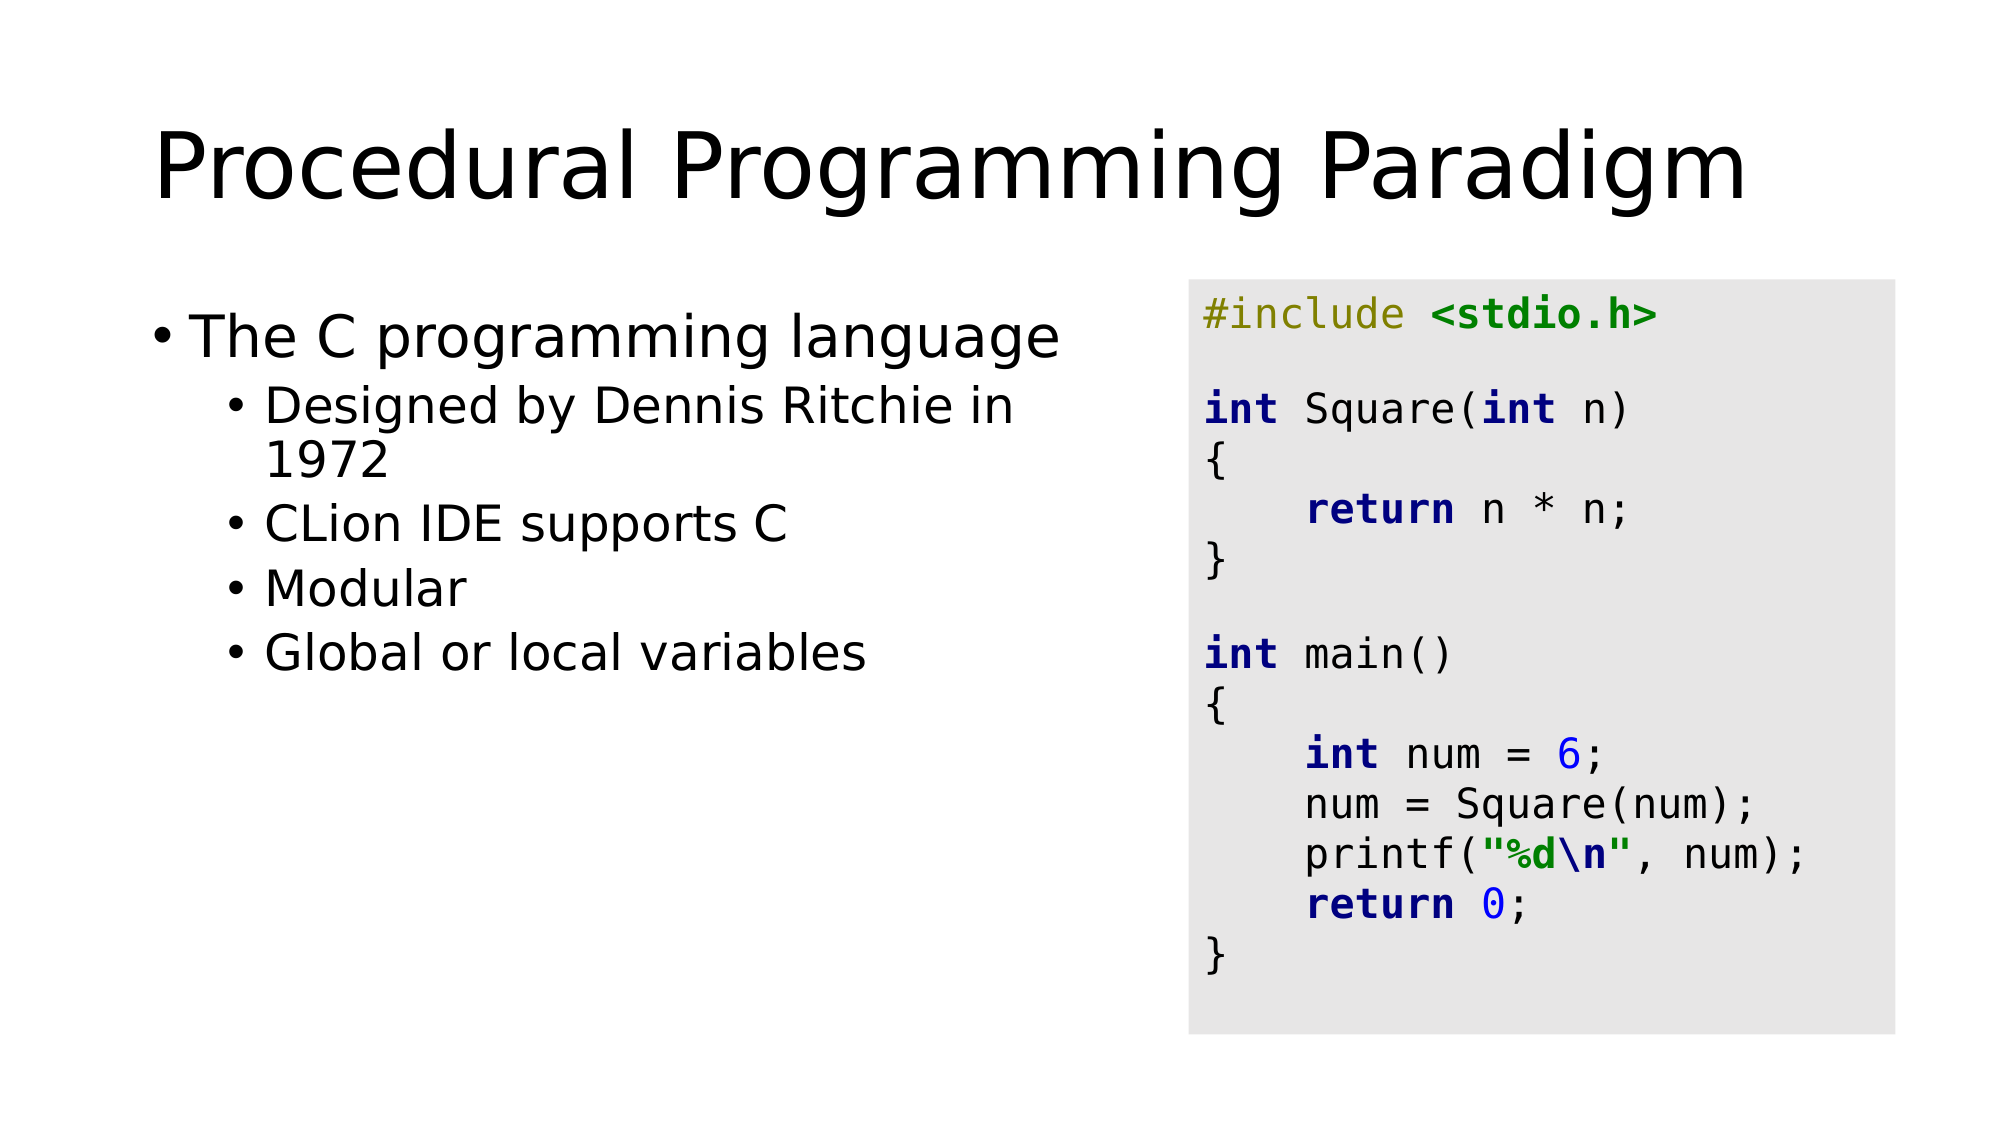 Procedural Programming Paradigm
• The C programming language
• Designed by Dennis Ritchie in
1972
• CLion IDE supports C
• Modular
• Global or local variables
#include <stdio.h>
int Square(int n)
{
    return n * n;
}
int main()
{
    int num = 6;
    num = Square(num);
    printf("%d\n", num);
    return 0;
}